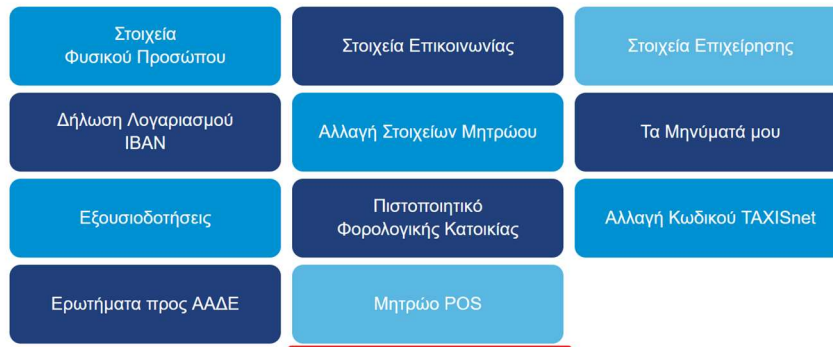 Στοιχεία
Φυσικού Προσώπου
Στοιχεία Επικοινωνίας
Στοιχεία Επιχείρησης
Δήλωση Λογαριασμού
IBAN
Αλλαγή Στοιχείων Μητρώου
Τα Μηνύματά μου
Εξουσιοδοτήσεις
Πιστοποιητικό
Φορολογικής Κατοικίας
Αλλαγή Κωδικού TAXISnet
Ερωτήματα προς ΑΑΔΕ
Μητρώο POS